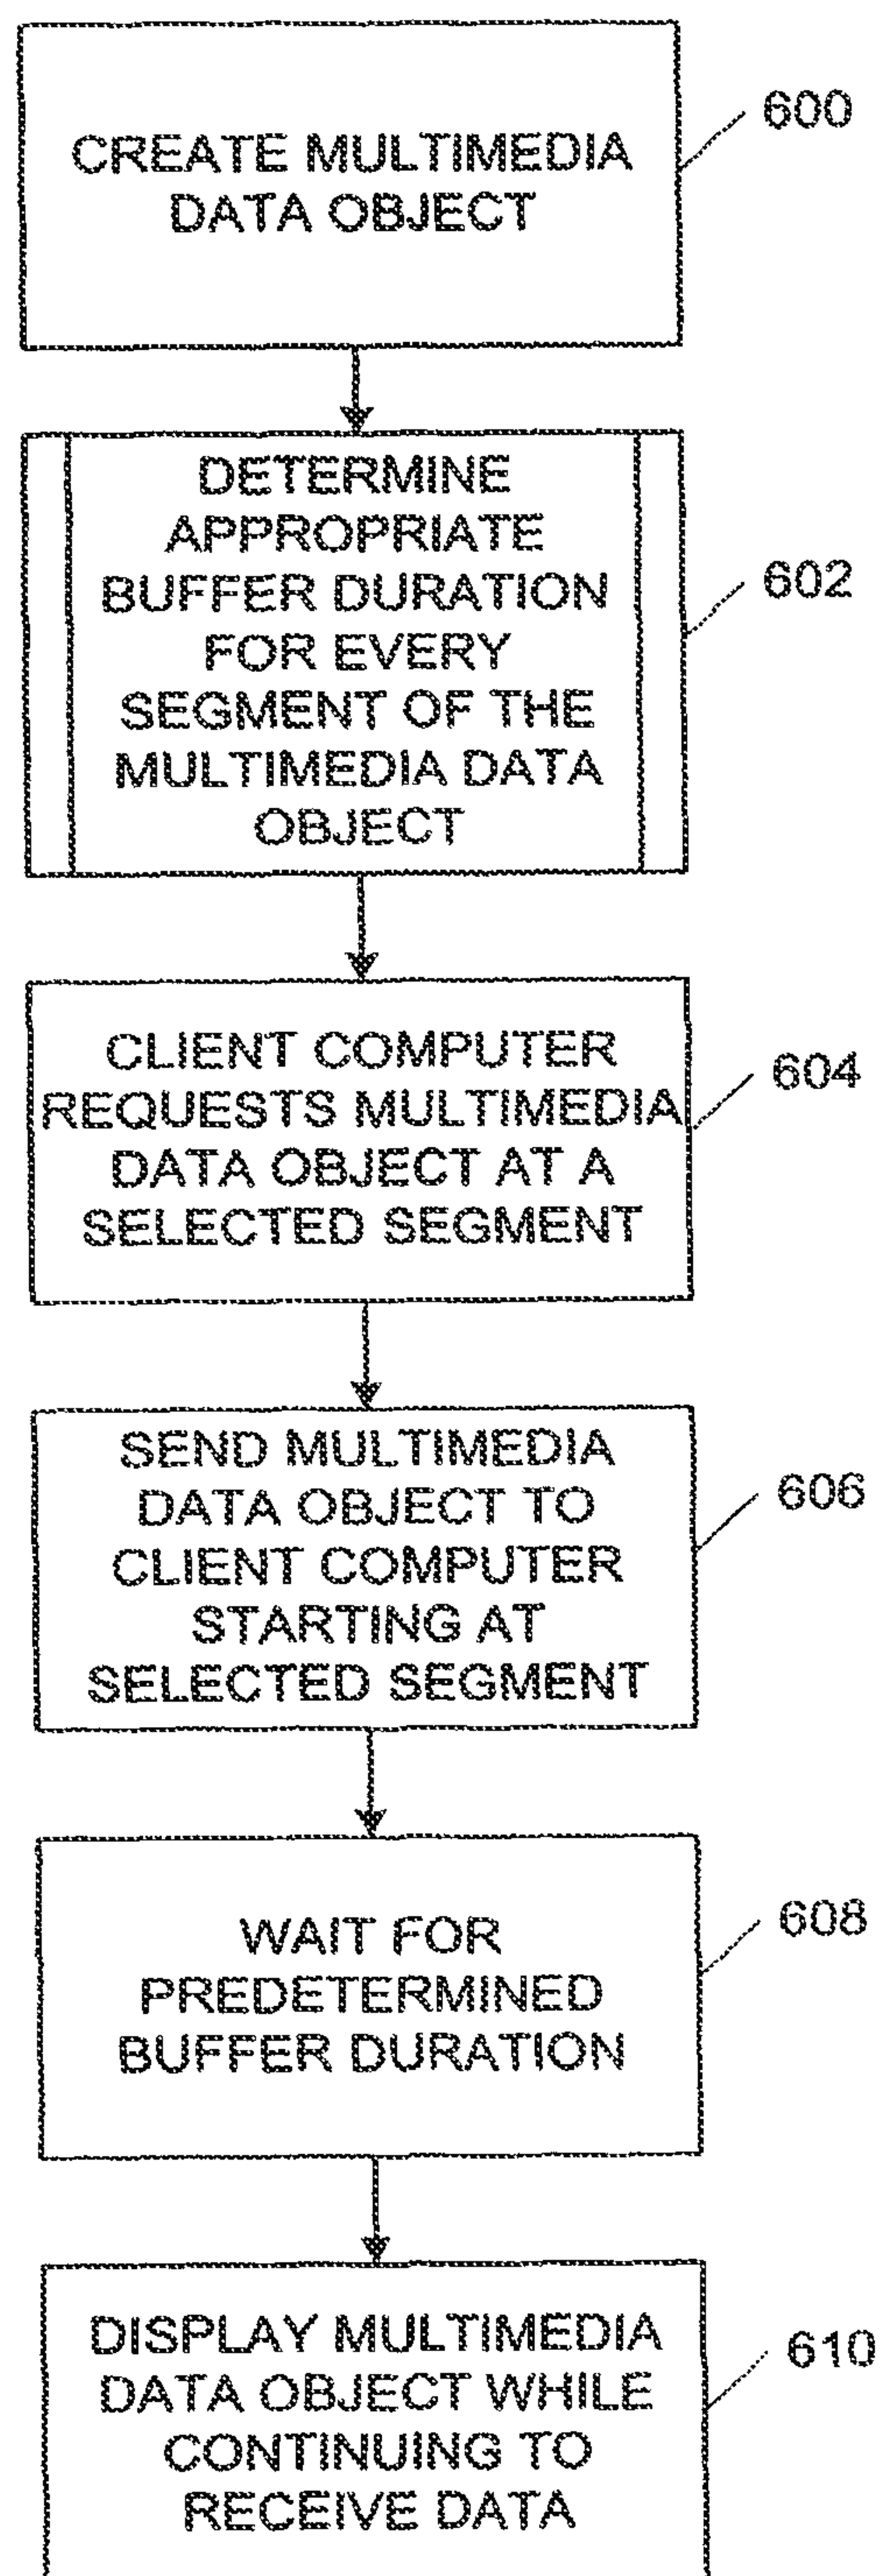 CREATE MULTIMEDIA
DATA OBJECT
600
DETERMINE
APPROPRIATE
BUFFER DURATION
FOR EVERY
SEGMENT OF THE
MULTIMEDIA DATA
OBJECT
602
CLIENT COMPUTER
REQUESTS MULTIMEDIA
DATA OBJECT AT A
SELECTED SEGMENT
604
SEND MULTIMEDIA
DATA OBJECT TO
CLIENT COMPUTER
STARTING AT
SELECTED SEGMENT
606
WAIT FOR
PREDETERMINED
BUFFER DURATION
608
DISPLAY MULTIMEDIA
DATA OBJECT WHILE
CONTINUING TO
RECEIVE DATA
610